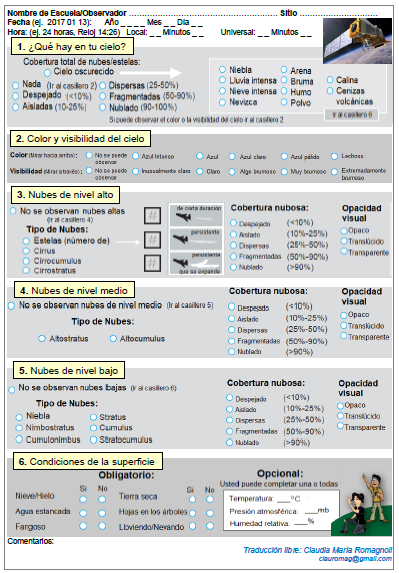 Nombre de Escuela/Observador Sitio
Fecha (ej. 2017 01 13): Año _ _ _ _ Mes _ _ Dia _ _
Hora: (ej. 24 horas, Reloj 14:26) Local: _ _ Minutos _ _ Universal: _ _ Minutos _ _
1. ¿Qué hay en tu cielo?
Cobertura total de nubes/estelas:
Cielo oscurecido
Nada (Ir al casillero 2)
Despejado (<10%)
Aisladas (10-25%)
Dispersas (25-50%)
Fragmentadas (50-90%)
Nublado (90-100%)
Niebla
Lluvia intensa
Nieve intensa
Nevizca
Arena
Bruma
Humo
Polvo
Calina
Cenizas
volcánicas
Si puede observar el color o la visibilidad del cielo ir al casillero 2
Ir al casillero 6
2. Color y visibilidad del cielo
Color (Mirar hacia arriba): No se puede observar Azul Intenso Azul Azul claro Azul pálido Lechoso
Visibilidad (Mirar a través): No se puede observar Inusualmente claro Claro Algo brumoso Muy brumoso Extremadamente brumoso
3. Nubes de nivel alto
No se observan nubes altas
(Ir al casillero 4)
Tipo de Nubes:
Estelas (número de)
Cirrus
Cirrocumulus
Cirrostratus
# de corta duración
# persistente
# persistente
que se expande
Cobertura nubosa:
Despejado (<10%)
Aislado (10%-25%)
Dispersas (25%-50%)
Fragmentadas (50%-90%)
Nublado (>90%)
Opacidad
visual
Opaco
Translúcido
Transparente
4. Nubes de nivel medio
No se observan nubes de nivel medio (Ir al casillero 5)
Tipo de Nubes:
Altostratus Altocumulus
Cobertura nubosa:
Despejado (<10%)
Aislado (10%-25%)
Dispersas (25%-50%)
Fragmentadas (50%-90%)
Nublado (>90%)
Opacidad
visual
Opaco
Translúcido
Transparente
5. Nubes de nivel bajo
No se observan nubes bajas (Ir al casillero 6)
Tipo de Nubes:
Niebla Stratus
Nimbostratus Cumulus
Cumulonimbus Stratocumulus
Cobertura nubosa:
Despejado (<10%)
Aislado (10%-25%)
Dispersas (25%-50%)
Fragmentadas (50%-90%)
Nublado (>90%)
Opacidad
visual
Opaco
Translúcido
Transparente
6. Condiciones de la superficie
Obligatorio:
Si No Si No
Nieve/Hielo Tierra seca
Agua estancada Hojas en los árboles
Fangoso Lloviendo/Nevando
Opcional:
Usted puede completar una o todas
Temperatura: ___°C
Presión atmosférica: ___mb
Humedad relativa: ___%
Comentarios:
Traducción libre: Claudia María Romagnoli
clauromag@gmail.com